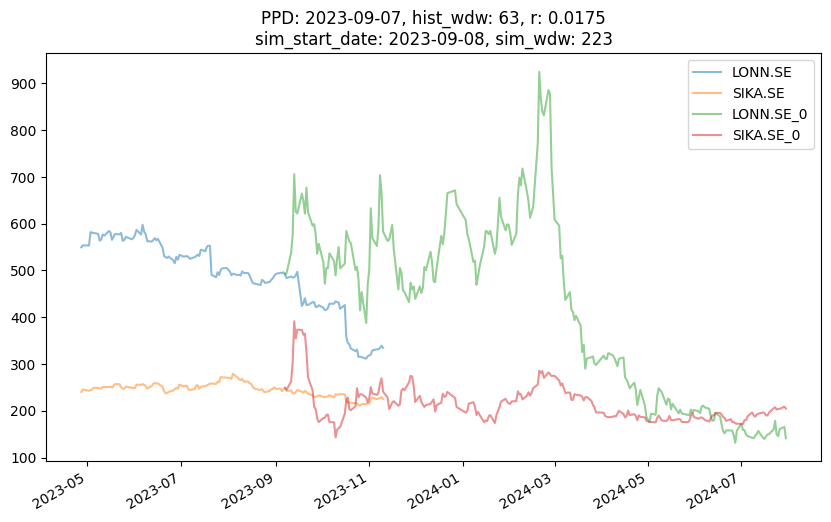 PPD: 2023-09-07, hist_wdw: 63, r: 0.0175
sim_start_date: 2023-09-08, sim_wdw: 223
LONN.SE
SIKA.SE
LONN.SE_0
SIKA.SE_0
900
800
700
600
500
400
300
200
100
2023-05
2023-07
2023-09
2023-11
2024-01
2024-03
2024-05
2024-07